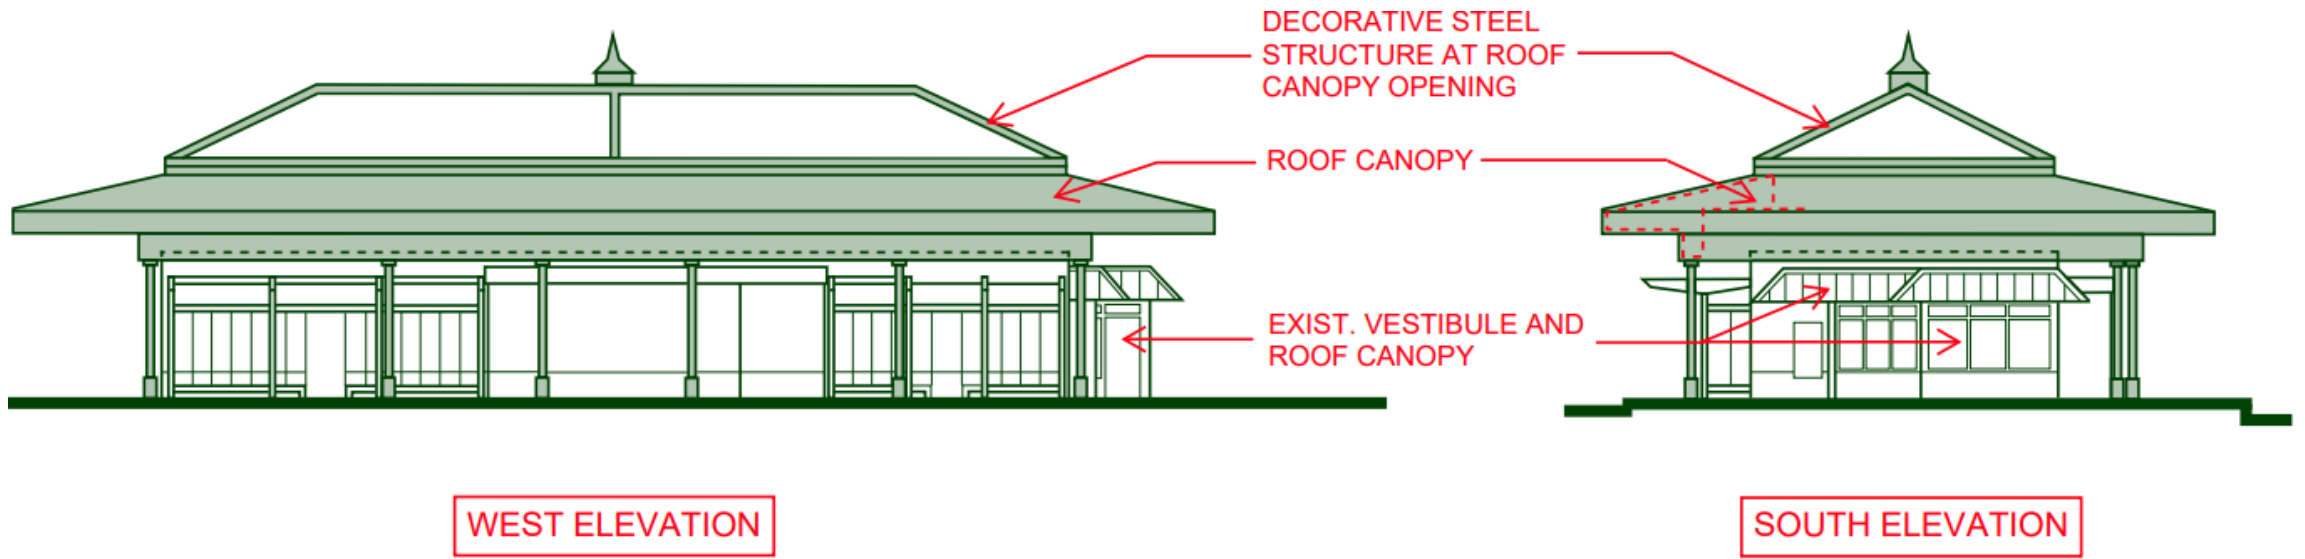 DECORATIVE STEEL
STRUCTURE AT ROOF
CANOPY OPENING
ROOF CANOPY
EXIST. VESTIBULE AND
ROOF CANOPY
WEST ELEVATION
SOUTH ELEVATION